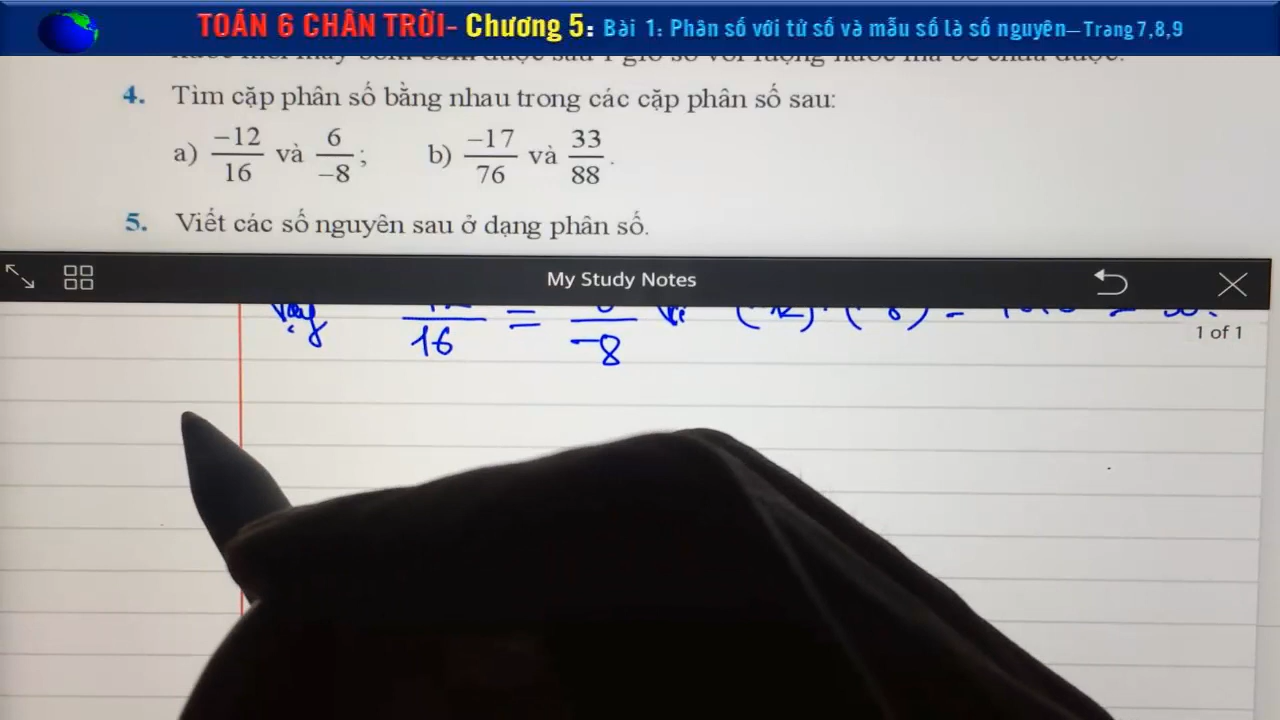 TOÁN 6 CHÂN TRỜI- Chương 5: Bài 1: Phân số với tử số và mẫu số là số nguyên–Trang 7,8,9
4. Tìm cặp phân số bằng nhau trong các cặp phân số sau:
a) -12/16 và 6/-8; b) -17/76 và 33/88.
5. Viết các số nguyên sau ở dạng phân số.
My Study Notes
1 of 1
16 = -8